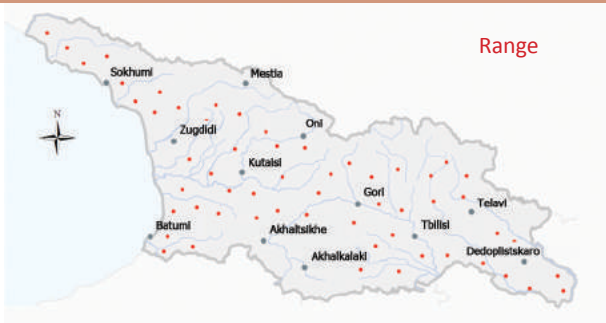 Range
Sokhumi
Mestia
N
Zugdidi
Oni
Kutaisi
Gori
Telavi
Batumi
Akhaltsikhe
Tbilisi
Dedoplistskaro
Akhalkalaki